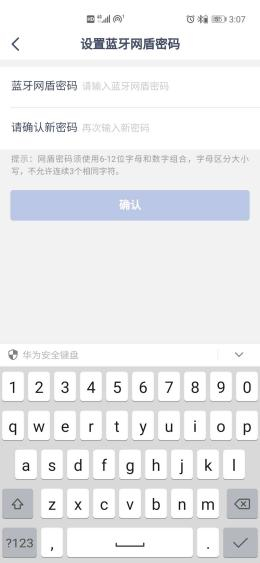 HD 46 3:07
设置蓝牙网盾密码
蓝牙网盾密码 请输入蓝牙网盾密码
请确认新密码 再次输入新密码
提示：网盾密码须使用6-12位字母和数字组合，字母区分大小
写，不允许连续3个相同字符。
确认
华为安全键盘
1 2 3 4 5 6 7 8 9 0
q w e r t y u i o p
a s d f g h j k l
z x c v b n m
?123 , .